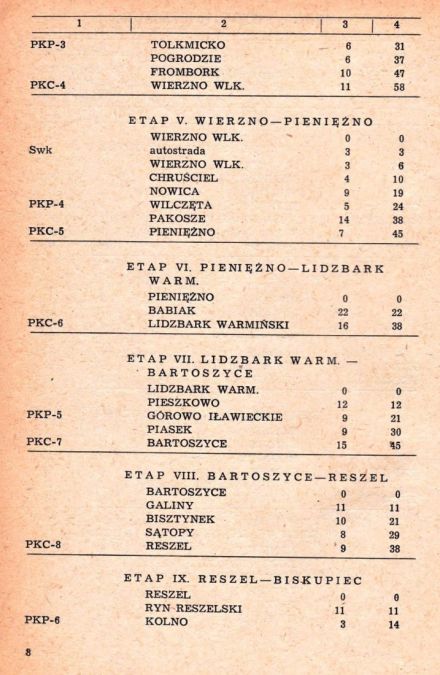 1 2 3 4
PKP-3 TOLKMICKO 6 31
POGRODZIE 6 37
FROMBORK 10 47
PKC-4 WIERZNO WLK. 11 58
ETAP V. WIERZNO—PIENIĘŻNO
WIERZNO WLK. 0 0
Swk autostrada 3 3
WIERZNO WLK. 3 6
CHRUŚCIEL 4 10
NOWICA 9 19
PKP-4 WILCZĘTA 5 24
PAKOSZE 14 38
PKC-5 PIENIĘŻNO 7 45
ETAP VI. PIENIĘŻNO—LIDZBARK
WARM.
PIENIĘŻNO 0 0
BABIAK 22 22
PKC-6 LIDZBARK WARMIŃSKI 16 38
ETAP VII. LIDZBARK WARM. —
BARTOSZYCE
LIDZBARK WARM. 0 0
PIESZKOWO 12 12
PKP-5 GÓROWO IŁAWIECKIE 9 21
PIASEK 9 30
PKC-7 BARTOSZYCE 15 45
ETAP VIII. BARTOSZYCE—RESZEL
BARTOSZYCE 0 0
GALINY 11 11
BISZTYNEK 10 21
SĄTOPY 8 29
PKC-8 RESZEL 9 38
ETAP IX. RESZEL—BISKUPIEC
RESZEL 0 0
RYN RESZELSKI 11 11
PKP-6 KOLNO 3 14
8